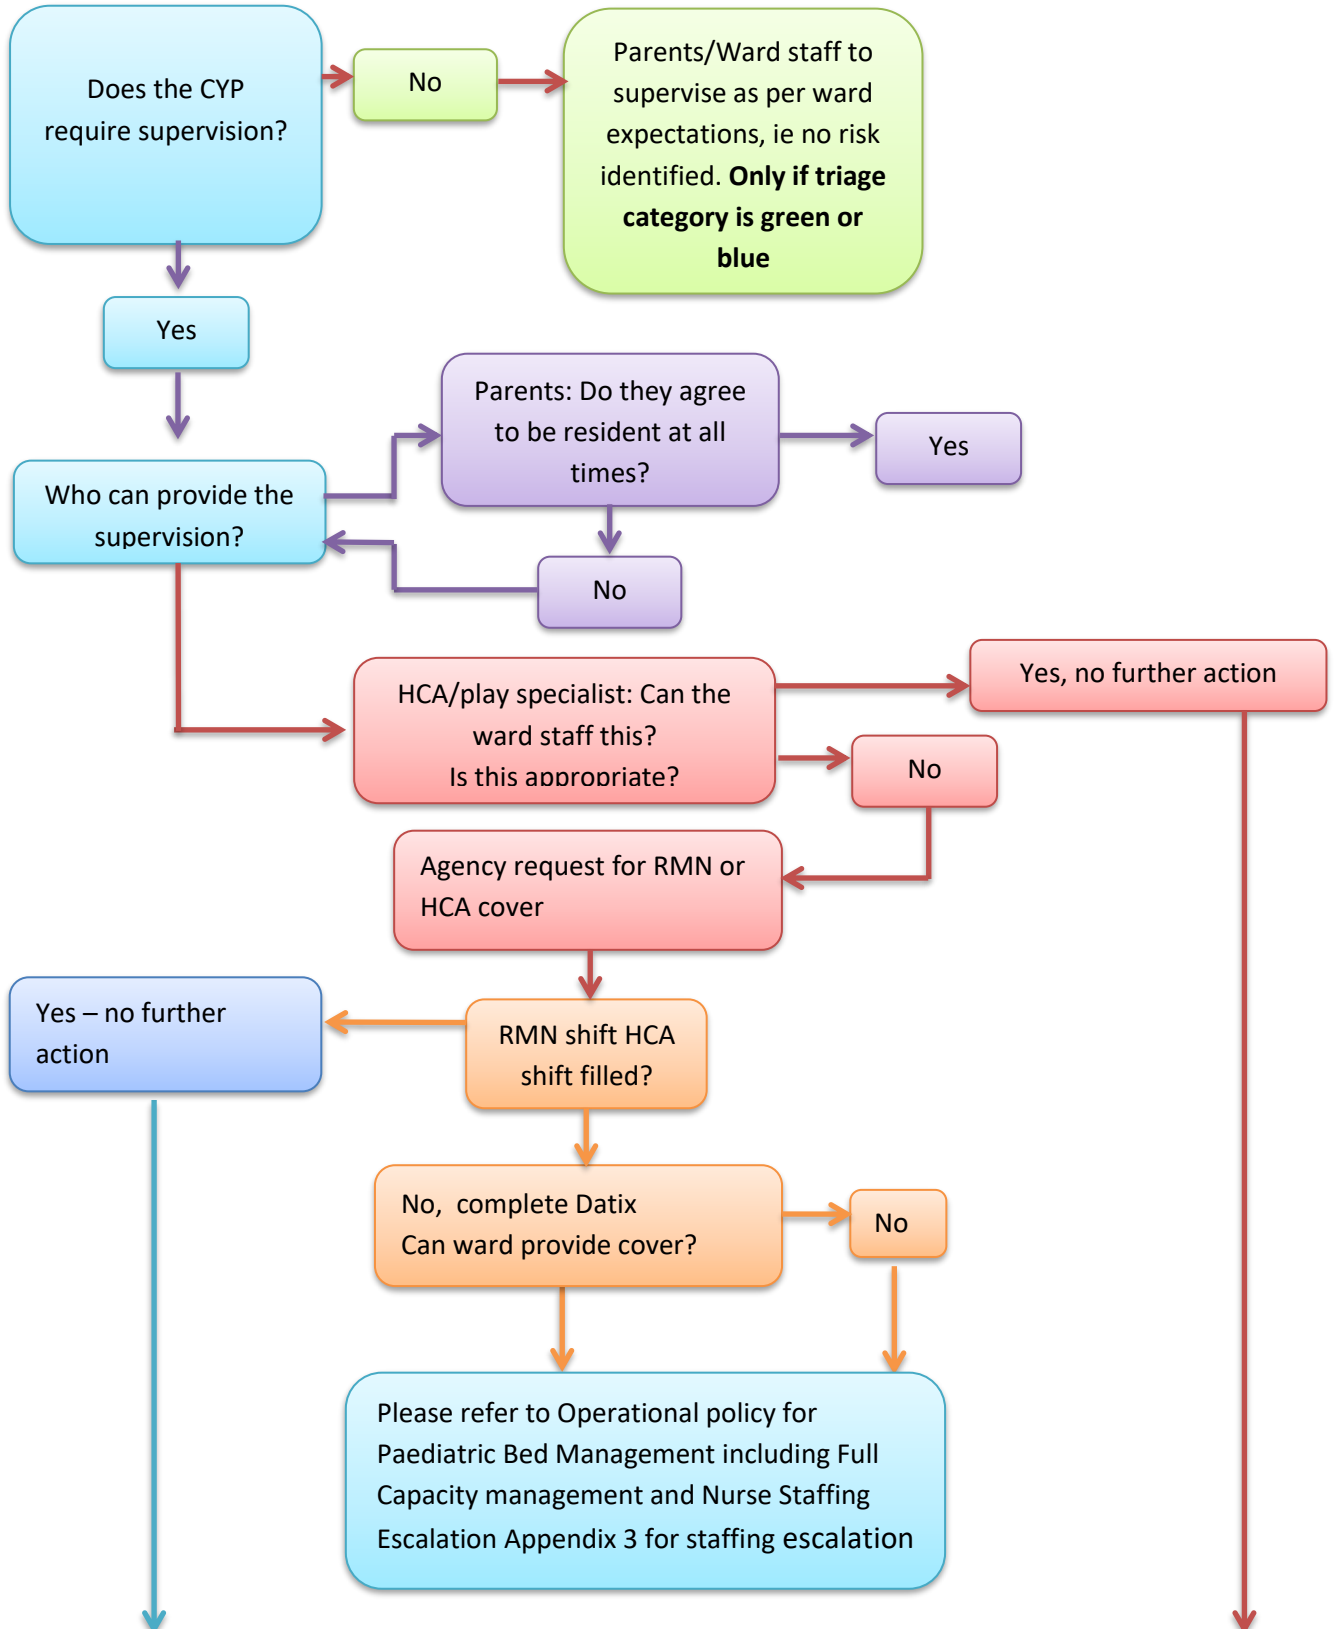 Does the CYP
require supervision?
No
Parents/Ward staff to
supervise as per ward
expectations, ie no risk
identified. Only if triage
category is green or
blue
Yes
Parents: Do they agree
to be resident at all
times?
Yes
Who can provide the
supervision?
No
HCA/play specialist: Can the
ward staff this?
Is this appropriate?
Yes, no further action
No
Agency request for RMN or
HCA cover
Yes – no further
action
RMN shift HCA
shift filled?
No,  complete Datix
Can ward provide cover?
No
Please refer to Operational policy for
Paediatric Bed Management including Full
Capacity management and Nurse Staffing
Escalation Appendix 3 for staffing escalation